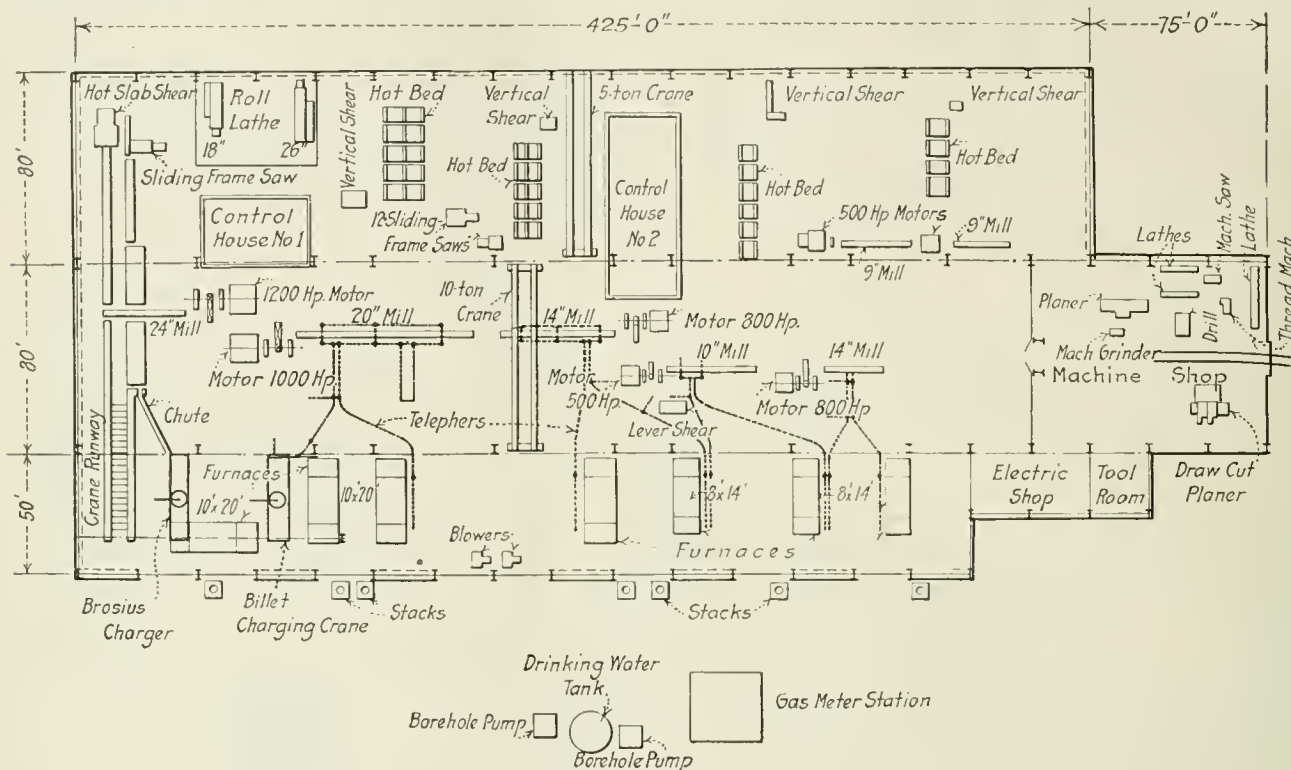 425'-0"
75'-0"
Hot Slab Shear
Roll
Lathe
18"
26"
Sliding Frame Saw
Control
House No 1
Vertical Shear
Hot Bed
Vertical
Shear
Hot Bed
12-Sliding-
Frame Saws
5-ton Crane
Control
House
No 2
Vertical Shear
Hot Bed
Vertical Shear
Hot Bed
500 Hp Motors
9" Mill
9" Mill
80'
80'
50'
1200 Hp. Motor
24" Mill
20" Mill
Motor 1000 Hp.
10-ton
Crane
14" Mill
Motor 300 Hp.
10" Mill
14" Mill
Motor
500 Hp.
Motor 800 Hp
Lever Shear
Telphers
Chute
Crane Runway
Lathes
Mach. Saw
Lathe
Planer
Drill
Thread Mach
Mach Grinder
Machine Shop
Draw Cut
Planer
Electric
Shop
Tool
Room
Furnaces
10'x 20'
10'x 20'
8'x 14'
8'x 14'
Blowers
Furnaces
Brosius
Charger
Billet
Charging Crane
Stacks
Stacks
Drinking Water
Tank.
Borehole Pump
Borehole Pump
Gas Meter Station